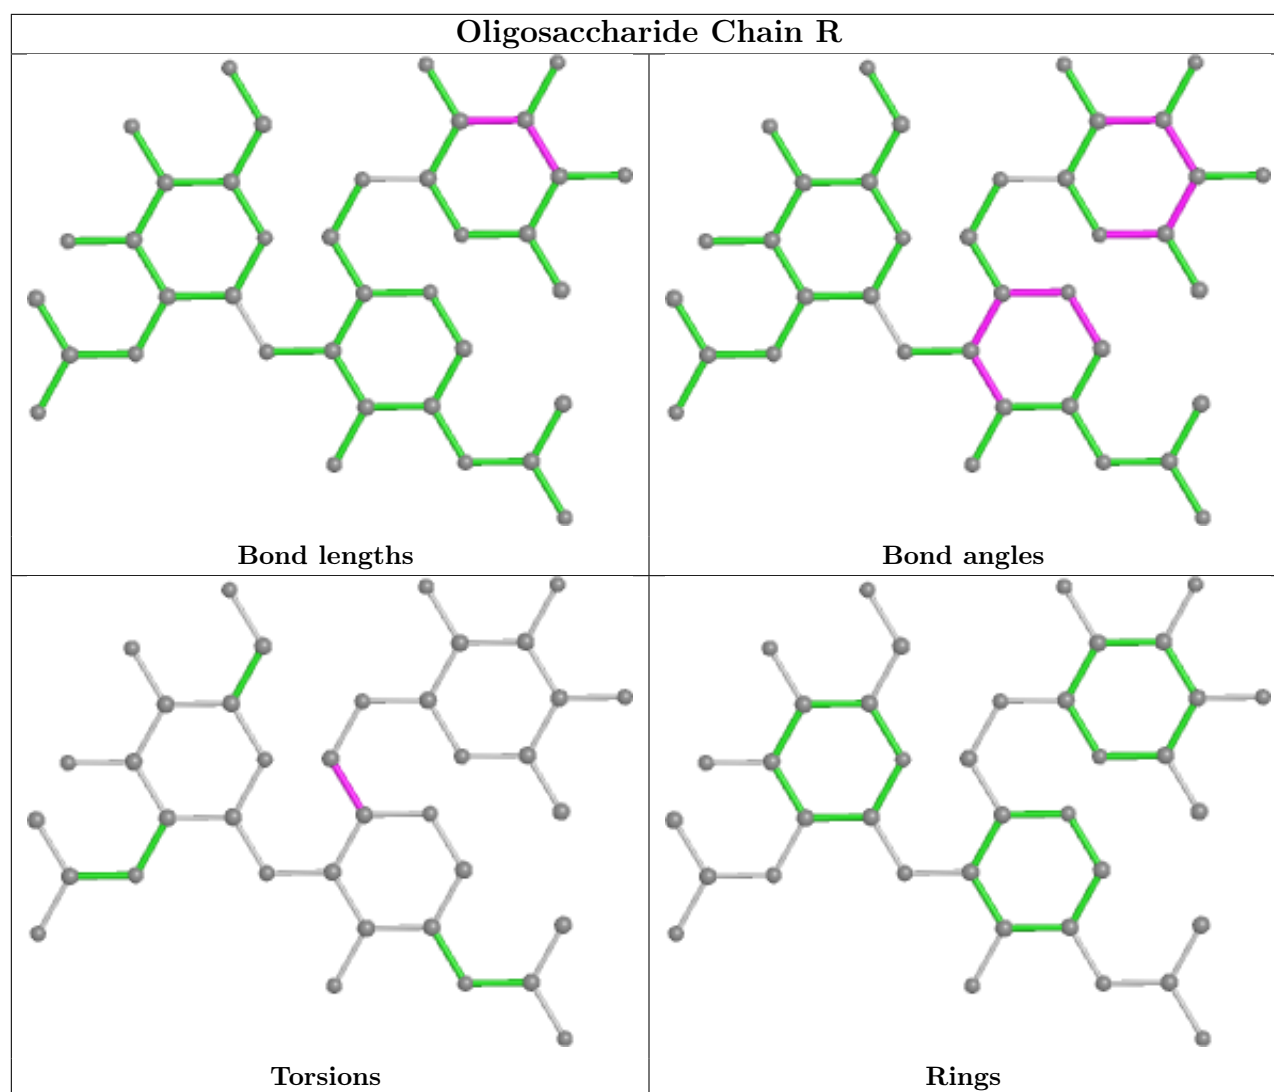 Oligosaccharide Chain R
Bond lengths
Bond angles
Torsions
Rings